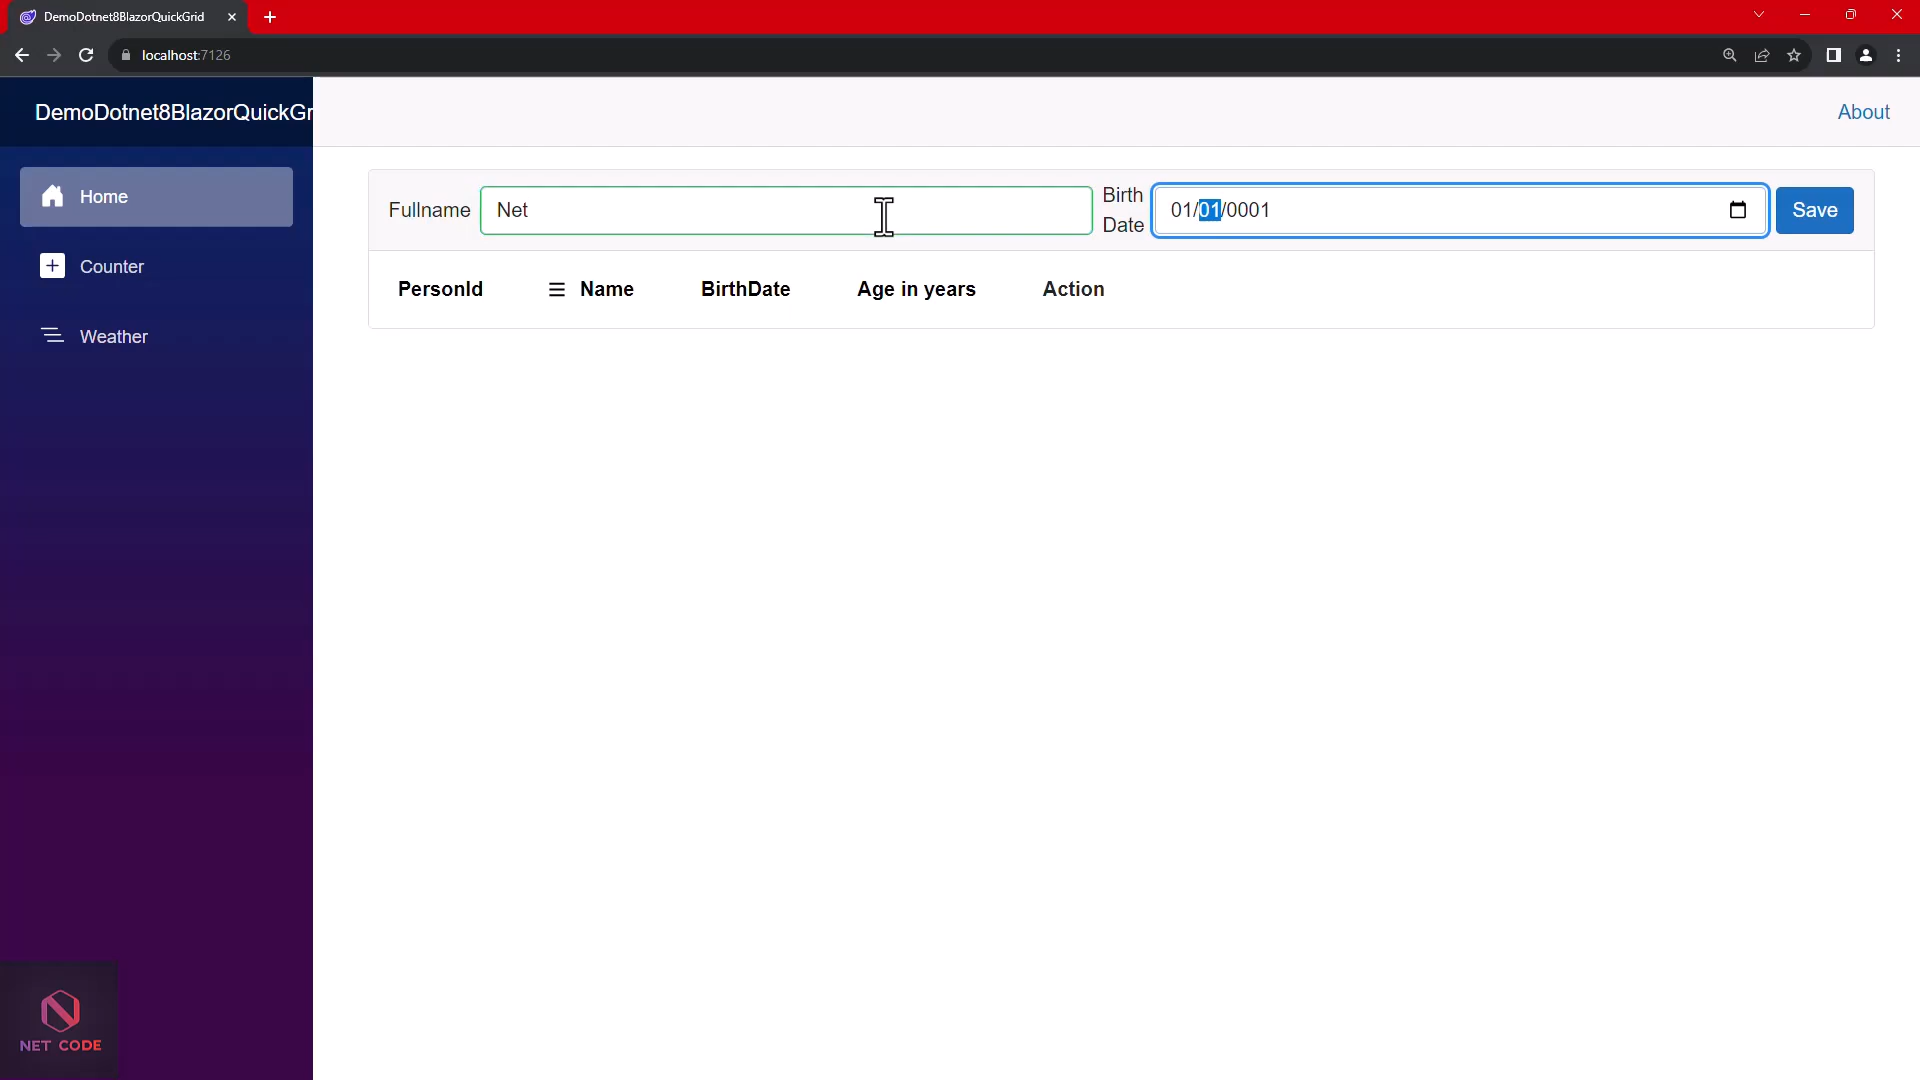 DemoDotnet8BlazorQuickGrid
localhost:7126
DemoDotnet8BlazorQuickGr
About
Home
Counter
Weather
Fullname
Net
Birth
Date
01/01/0001
Save
PersonId
Name
BirthDate
Age in years
Action
NET CODE